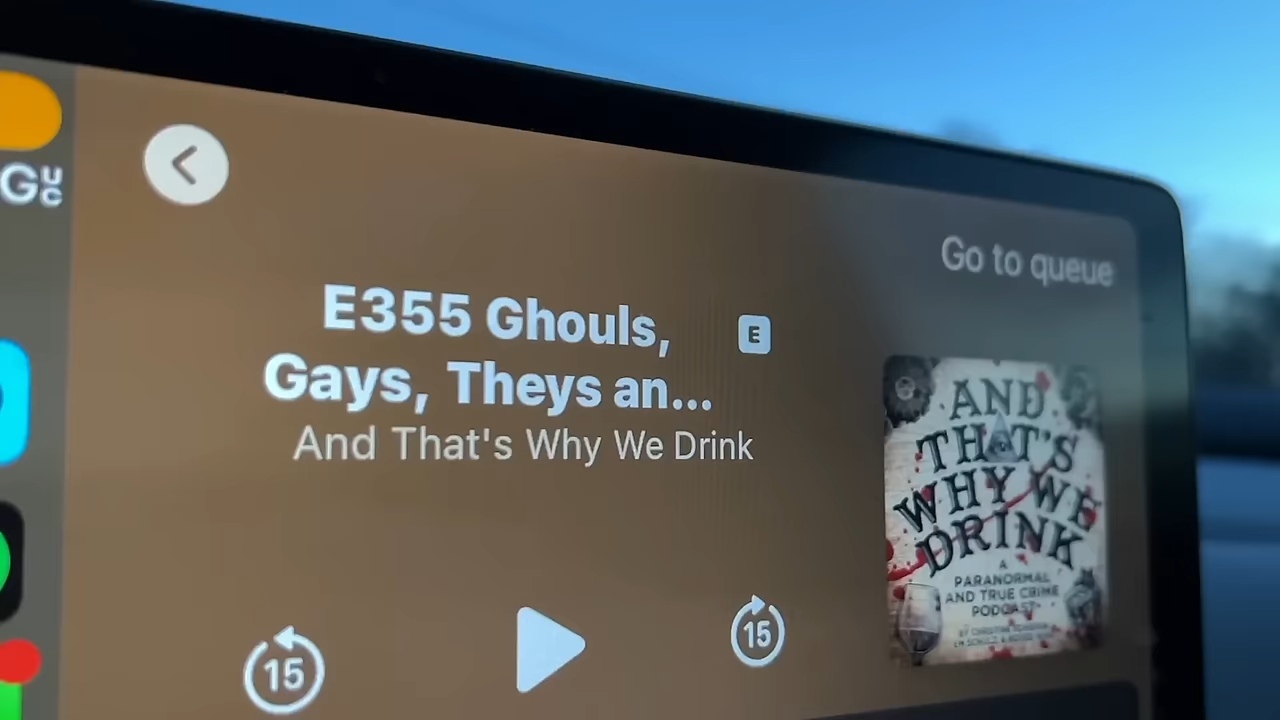 GUC
Go to queue
E355 Ghouls,
E
Gays, Theys an...
And That's Why We Drink
15
15
AND
THAT'S
WHY WE
DRINK
A
PARANORMAL
AND TRUE CRIME
PODCAST